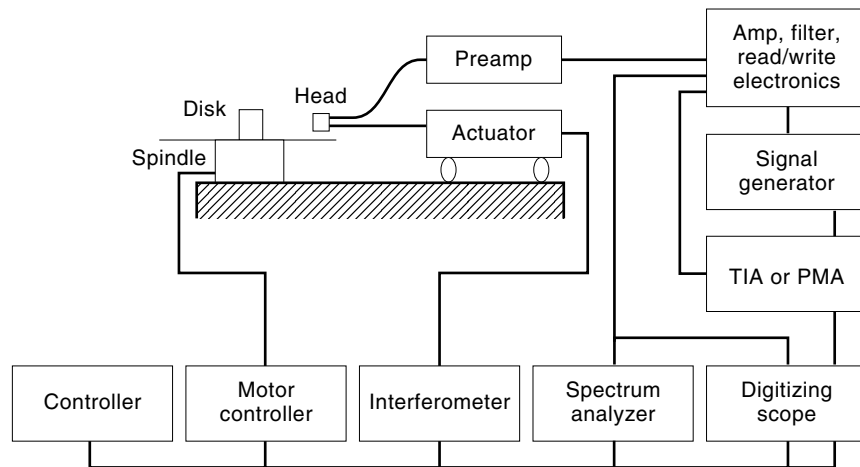 Amp, filter,
read/write
electronics
Preamp
Head
Disk
Actuator
Spindle
Signal
generator
TIA or PMA
Controller
Motor
controller
Interferometer
Spectrum
analyzer
Digitizing
scope